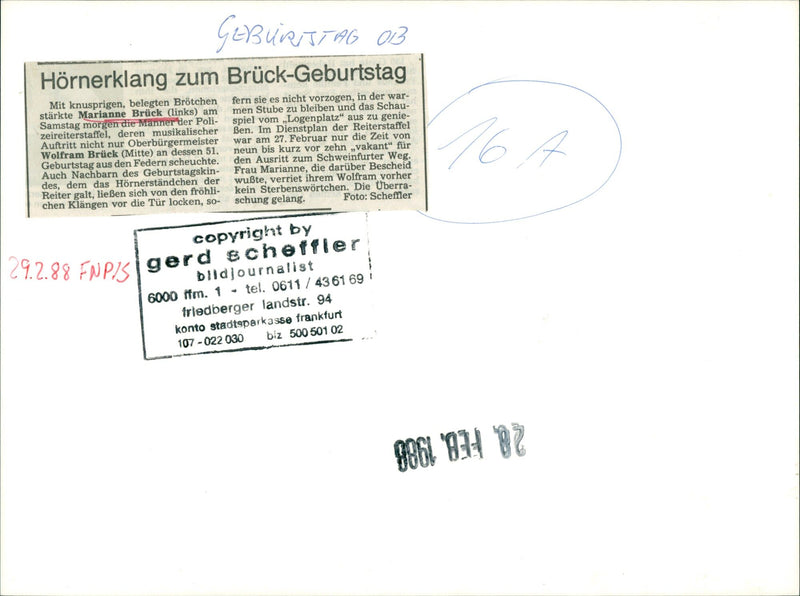 GEBURTSTAG OB
Hörnerklang zum Brück-Geburtstag
Mit knusprigen, belegten Brötchen
stärkte Marianne Brück (links) am
Samstag morgen die Männer der Poli-
zeireiterstaffel, deren musikalischer
Auftritt nicht nur Oberbürgermeister
Wolfram Brück (Mitte) an dessen 51.
Geburtstag aus den Federn scheuchte.
Auch Nachbarn des Geburtstagskin-
des, dem das Hörnerständchen der
Reiter galt, ließen sich von den fröhli-
chen Klängen vor die Tür locken, so-
fern sie es nicht vorzogen, in der war-
men Stube zu bleiben und das Schau-
spiel vom „Logenplatz" aus zu genie-
ßen. Im Dienstplan der Reiterstaffel
war am 27. Februar nur die Zeit von
neun bis kurz vor zehn „vakant" für
den Ausritt zum Schweinfurter Weg.
Frau Marianne, die darüber Bescheid
wußte, verriet ihrem Wolfram vorher
kein Sterbenswörtchen. Die Überra-
schung gelang. Foto: Scheffler
16 A
29.2.88 FNP/S
copyright by
gerd scheffler
bildjournalist
6000 ffm. 1 - tel. 0611 / 43 61 69
friedberger landstr. 94
konto stadtsparkasse frankfurt
107-022 030 blz 500 501 02
28. FEB. 1988